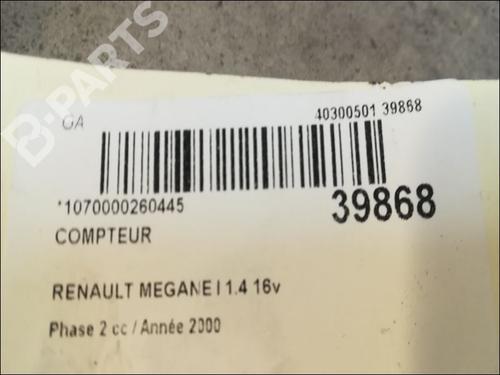 B-PARTS
GA
40300501 39868
*1070000260445
39868
COMPTEUR
RENAULT MEGANE I 1.4 16v
Phase 2 cc / Année 2000